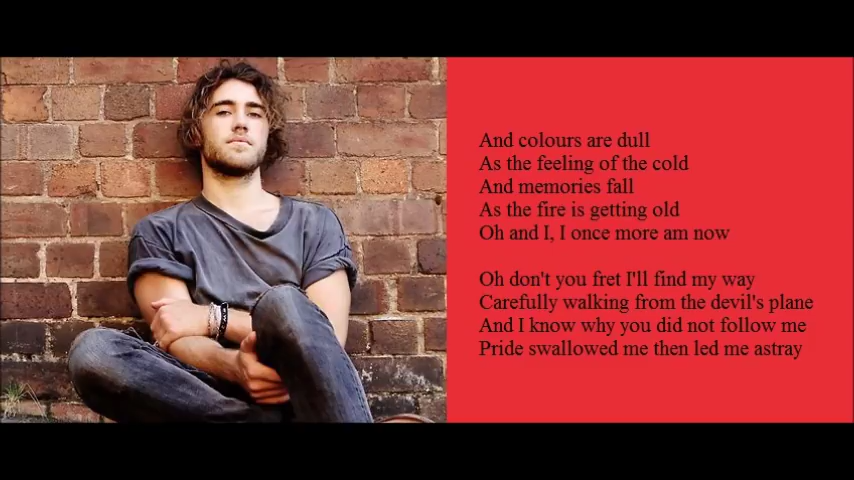 And colours are dull
As the feeling of the cold
And memories fall
As the fire is getting old
Oh and I, I once more am now
Oh don't you fret I'll find my way
Carefully walking from the devil's plane
And I know why you did not follow me
Pride swallowed me then led me astray